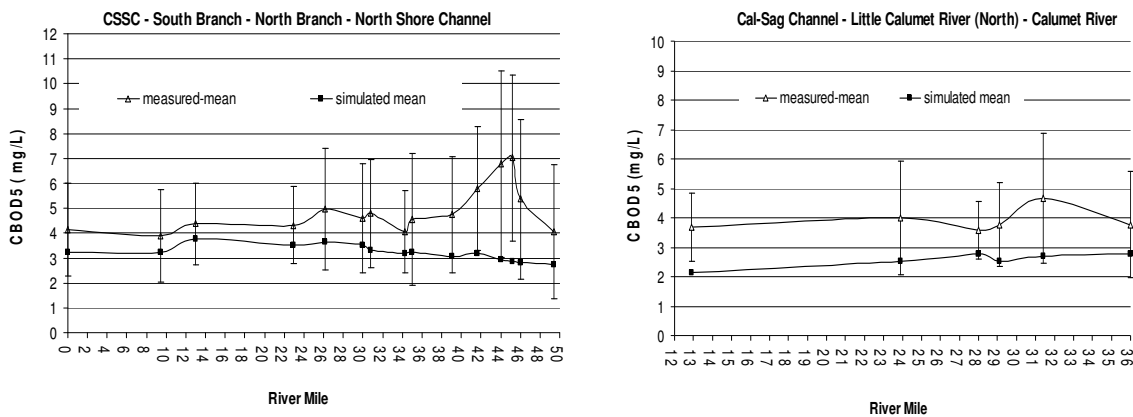 CSSC - South Branch - North Branch - North Shore Channel
CBOD5 (mg/L)
12
11
10
9
8
7
6
5
4
3
2
1
0
measured-mean
simulated mean
0 2 4 6 8 10 12 14 16 18 20 22 24 26 28 30 32 34 36 38 40 42 44 46 48 50
River Mile
Cal-Sag Channel - Little Calumet River (North) - Calumet River
CBOD5 (mg/L)
10
9
8
7
6
5
4
3
2
1
0
measured-mean
simulated mean
12 13 14 15 16 17 18 19 20 21 22 23 24 25 26 27 28 29 30 31 32 33 34 35 36
River Mile